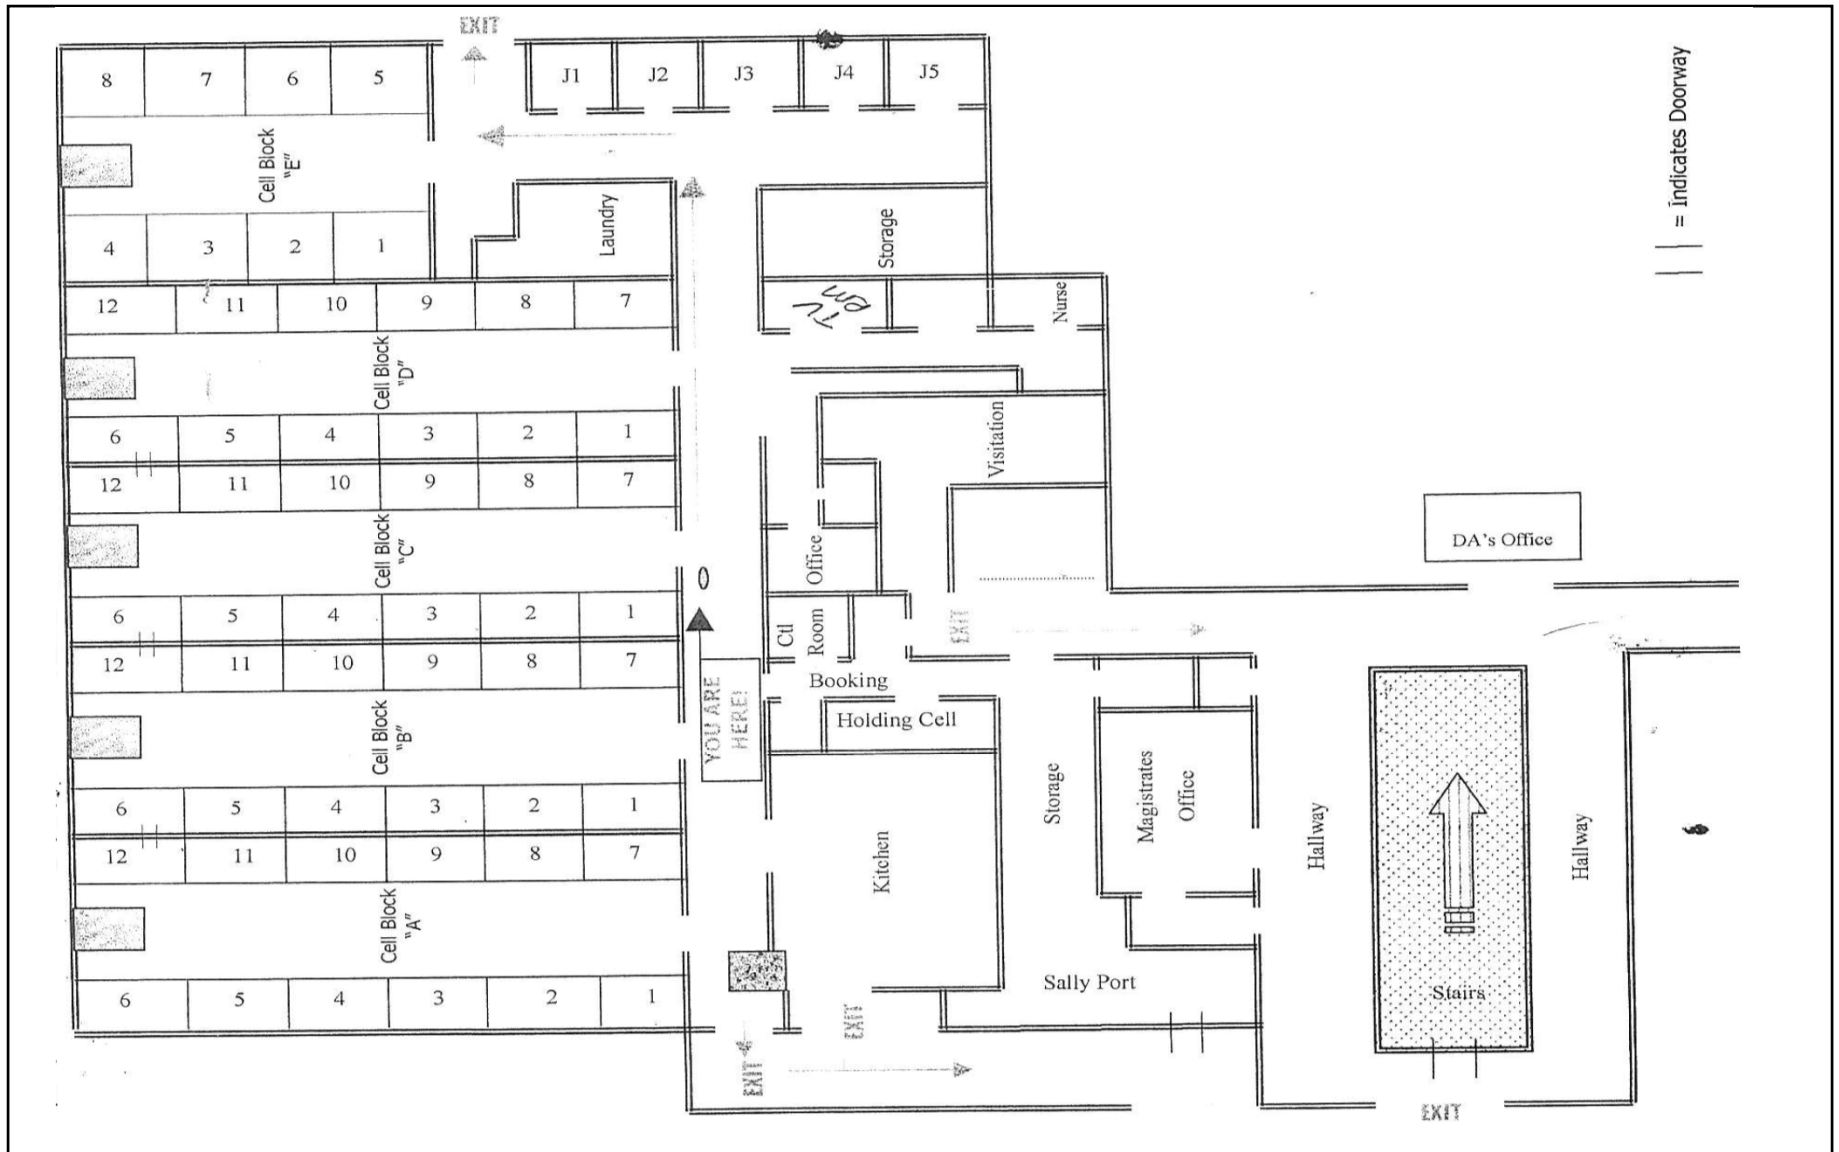 EXIT
8 7 6 5
J1 J2 J3 J4 J5
Cell Block
"E"
4 3 2 1
Laundry
Storage
= Indicates Doorway
12 11 10 9 8 7
TV
Rm
Nurse
Cell Block
"D"
6 5 4 3 2 1
Visitation
12 11 10 9 8 7
Cell Block
"C"
Office
DA's Office
6 5 4 3 2 1
Ctl
Room
EXIT
12 11 10 9 8 7
YOU ARE
HERE!
Booking
Holding Cell
Cell Block
"B"
6 5 4 3 2 1
Storage
Magistrates
Office
Hallway
Hallway
12 11 10 9 8 7
Kitchen
Cell Block
"A"
6 5 4 3 2 1
Sally Port
Stairs
EXIT
EXIT
EXIT